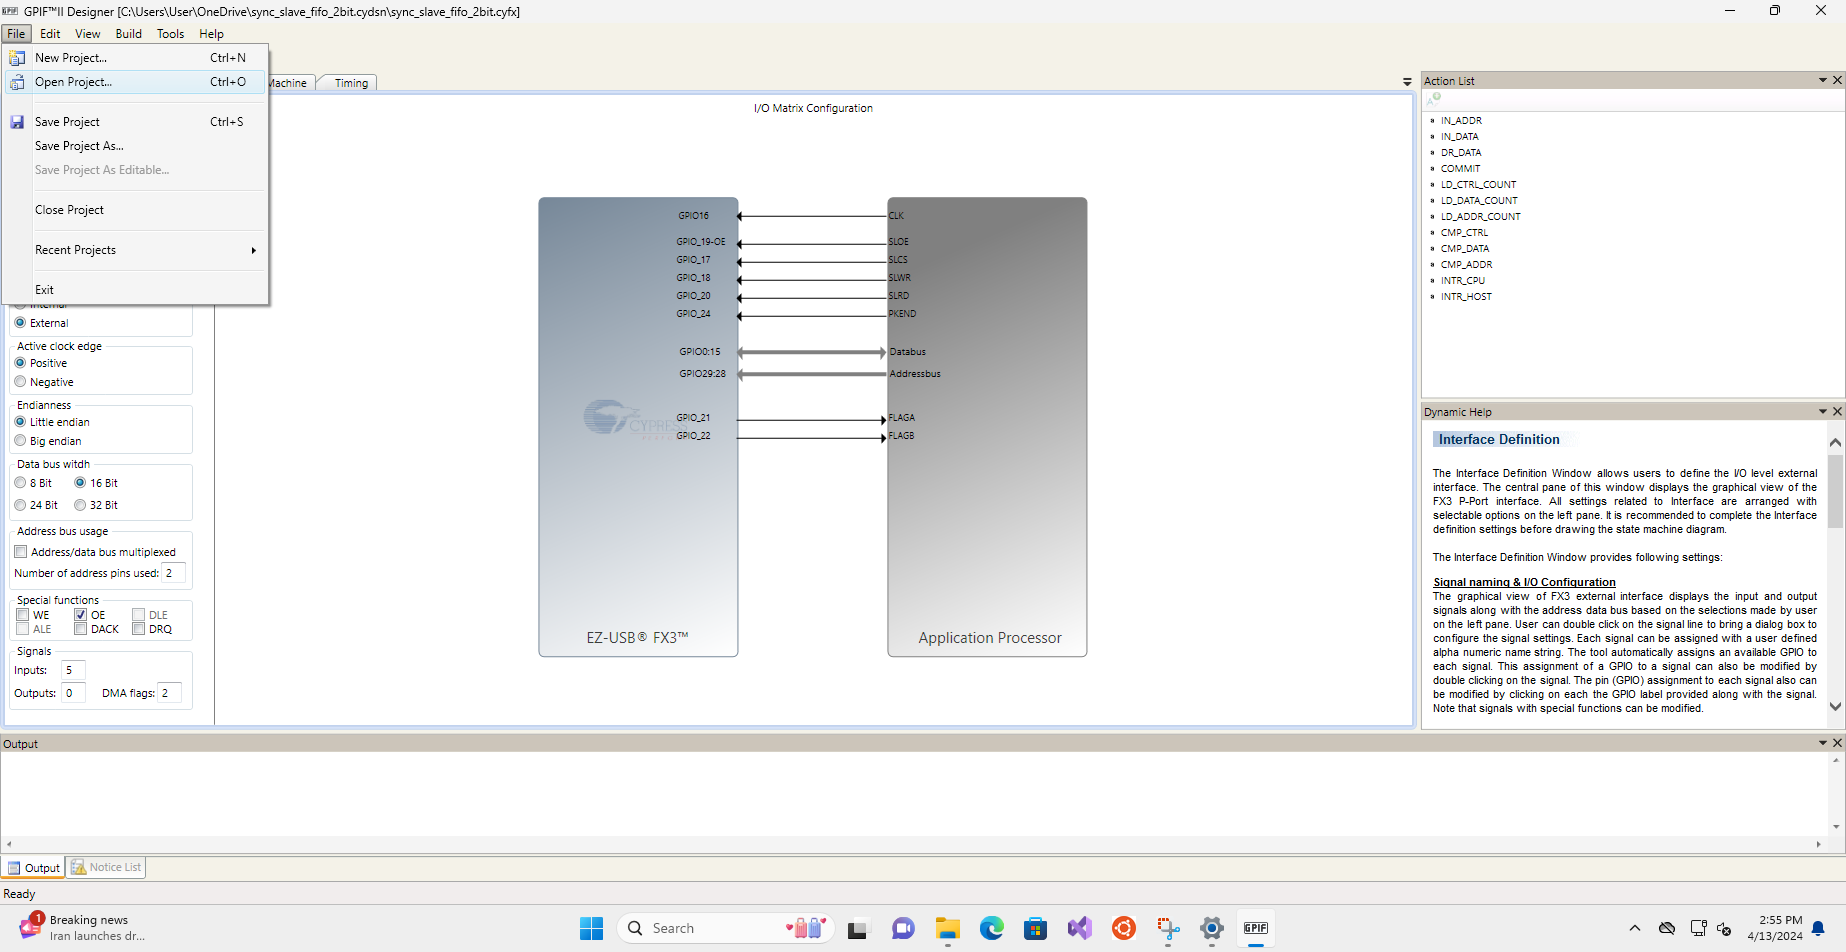 GPIF GPIF™II Designer [C:\Users\User\OneDrive\sync_slave_fifo_2bit.cydsn\sync_slave_fifo_2bit.cyfx]
File Edit View Build Tools Help
New Project... Ctrl+N
Open Project... Ctrl+O
Save Project Ctrl+S
Save Project As...
Save Project As Editable...
Close Project
Recent Projects
Exit
Machine Timing
I/O Matrix Configuration
External
Active clock edge
Positive
Negative
Endianness
Little endian
Big endian
Data bus witdh
8 Bit 16 Bit
24 Bit 32 Bit
Address bus usage
Address/data bus multiplexed
Number of address pins used: 2
Special functions
WE OE DLE
ALE DACK DRQ
Signals
Inputs: 5
Outputs: 0 DMA flags: 2
GPIO16 CLK
GPIO_19-OE SLOE
GPIO_17 SLCS
GPIO_18 SLWR
GPIO_20 SLRD
GPIO_24 PKEND
GPIO0:15 Databus
GPIO29:28 Addressbus
GPIO_21 FLAGA
CYPRESS
GPIO_22 FLAGB
EZ-USB® FX3™
Application Processor
Action List
IN_ADDR
IN_DATA
DR_DATA
COMMIT
LD_CTRL_COUNT
LD_DATA_COUNT
LD_ADDR_COUNT
CMP_CTRL
CMP_DATA
CMP_ADDR
INTR_CPU
INTR_HOST
Dynamic Help
Interface Definition
The Interface Definition Window allows users to define the I/O level external
interface. The central pane of this window displays the graphical view of the
FX3 P-Port interface. All settings related to Interface are arranged with
selectable options on the left pane. It is recommended to complete the Interface
definition settings before drawing the state machine diagram.
The Interface Definition Window provides following settings:
Signal naming & I/O Configuration
The graphical view of FX3 external interface displays the input and output
signals along with the address data bus based on the selections made by user
on the left pane. User can double click on the signal line to bring a dialog box to
configure the signal settings. Each signal can be assigned with a user defined
alpha numeric name string. The tool automatically assigns an available GPIO to
each signal. This assignment of a GPIO to a signal can also be modified by
double clicking on the signal. The pin (GPIO) assignment to each signal also can
be modified by clicking on each the GPIO label provided along with the signal.
Note that signals with special functions can be modified.
Output
Output Notice List
Ready
1
Breaking news
Iran launches dr...
Search
GPIF
2:55 PM
4/13/2024